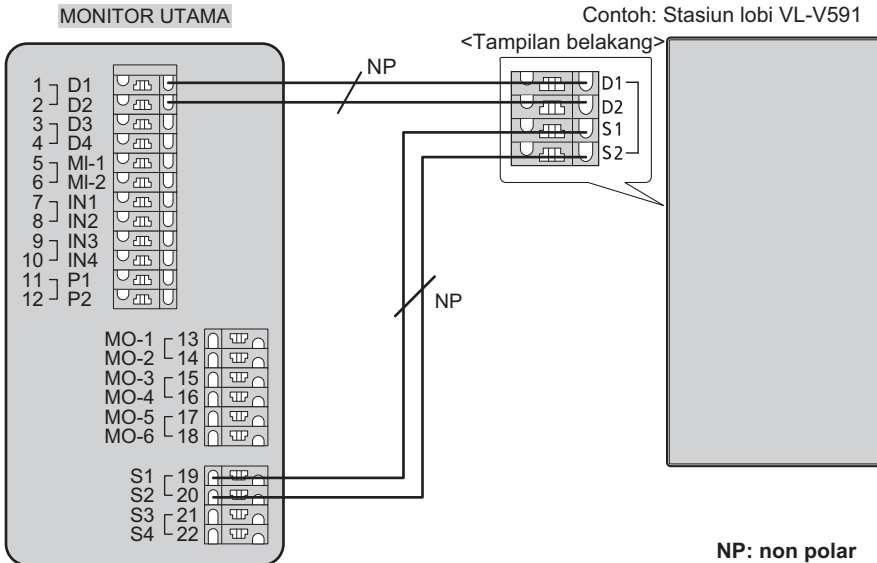 MONITOR UTAMA
Contoh: Stasiun lobi VL-V591
<Tampilan belakang>
NP
1 D1
2 D2
3 D3
4 D4
5 MI-1
6 MI-2
7 IN1
8 IN2
9 IN3
10 IN4
11 P1
12 P2
D1
D2
S1
S2
NP
MO-1 13
MO-2 14
MO-3 15
MO-4 16
MO-5 17
MO-6 18
S1 19
S2 20
S3 21
S4 22
NP: non polar